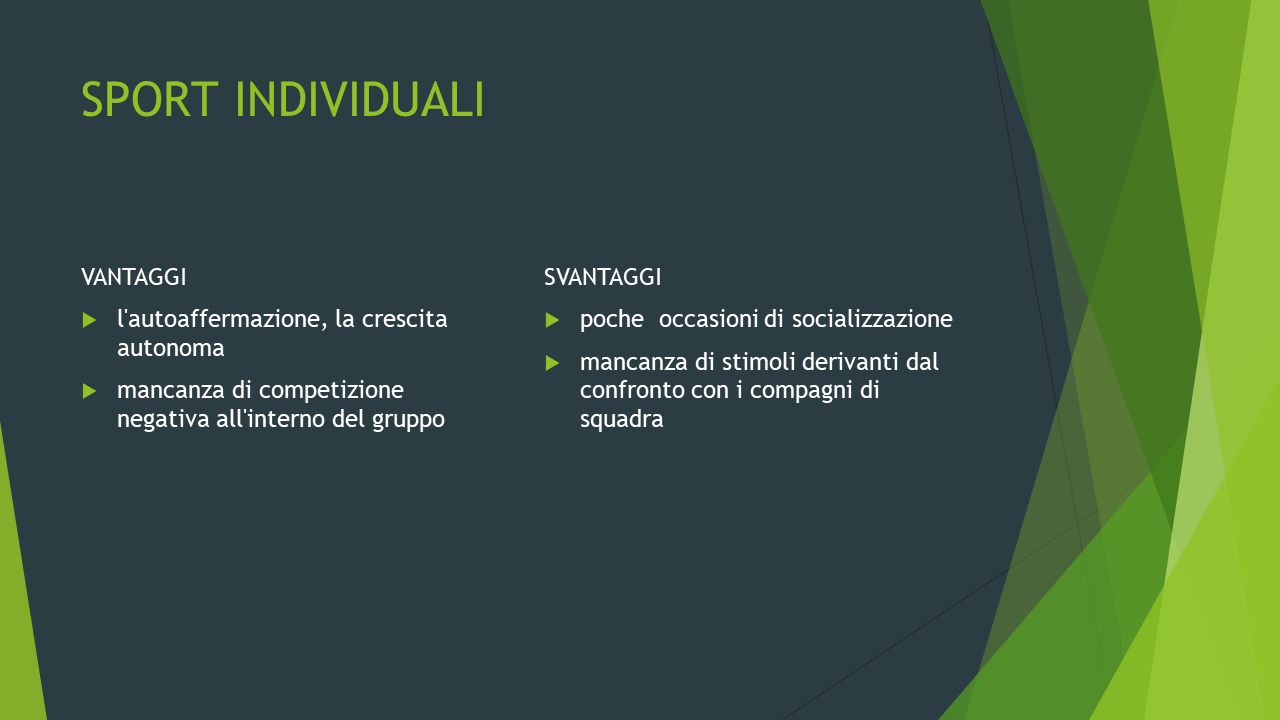 SPORT INDIVIDUALI
VANTAGGI
l'autoaffermazione, la crescita
autonoma
mancanza di competizione
negativa all'interno del gruppo
SVANTAGGI
poche  occasioni di socializzazione
mancanza di stimoli derivanti dal
confronto con i compagni di
squadra